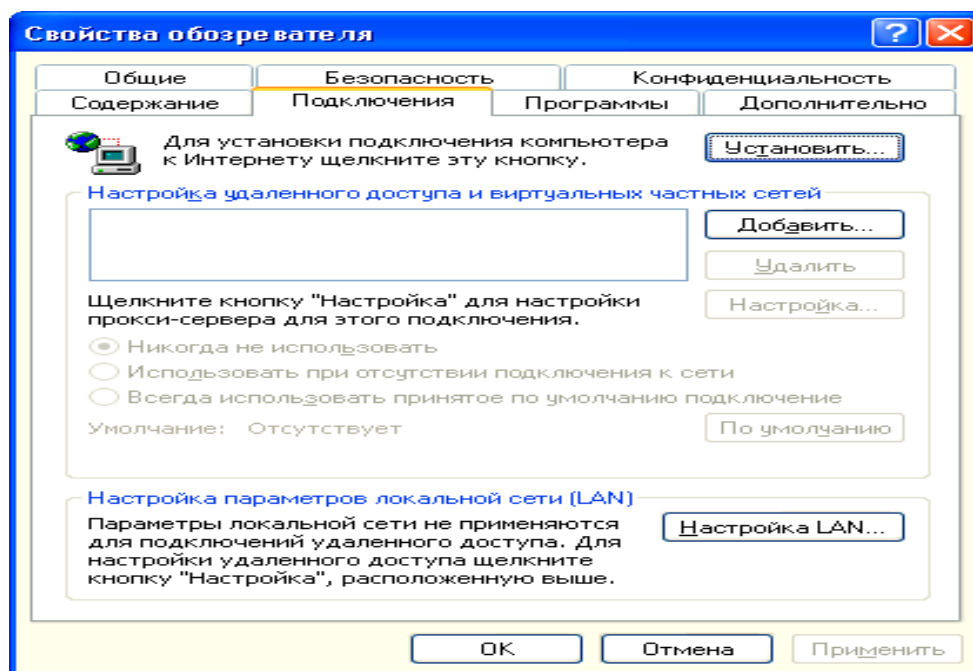 Свойства обозревателя
Общие Безопасность Конфиденциальность
Содержание Подключения Программы Дополнительно
Для установки подключения компьютера
к Интернету щелкните эту кнопку.
Установить...
Настройка удаленного доступа и виртуальных частных сетей
Добавить...
Удалить
Щелкните кнопку "Настройка" для настройки
прокси-сервера для этого подключения.
Настройка...
Никогда не использовать
Использовать при отсутствии подключения к сети
Всегда использовать принятое по умолчанию подключение
Умолчание: Отсутствует
По умолчанию
Настройка параметров локальной сети (LAN)
Параметры локальной сети не применяются
для подключений удаленного доступа. Для
настройки удаленного доступа щелкните
кнопку "Настройка", расположенную выше.
Настройка LAN...
OK Отмена Применить